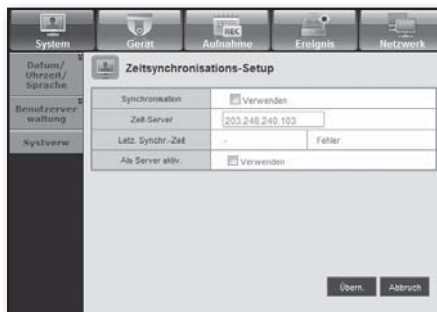 System Gerät Aufnahme Ereignis Netzwerk
REC
Datum/
Uhrzeit/
Sprache
Benutzerver
waltung
Systverw
Zeitsynchronisations-Setup
Synchronisation Verwenden
Zeit-Server 203.248.240.103
Letz. Synchr.-Zeit - Fehler
Als Server aktiv. Verwenden
Übern. Abbruch